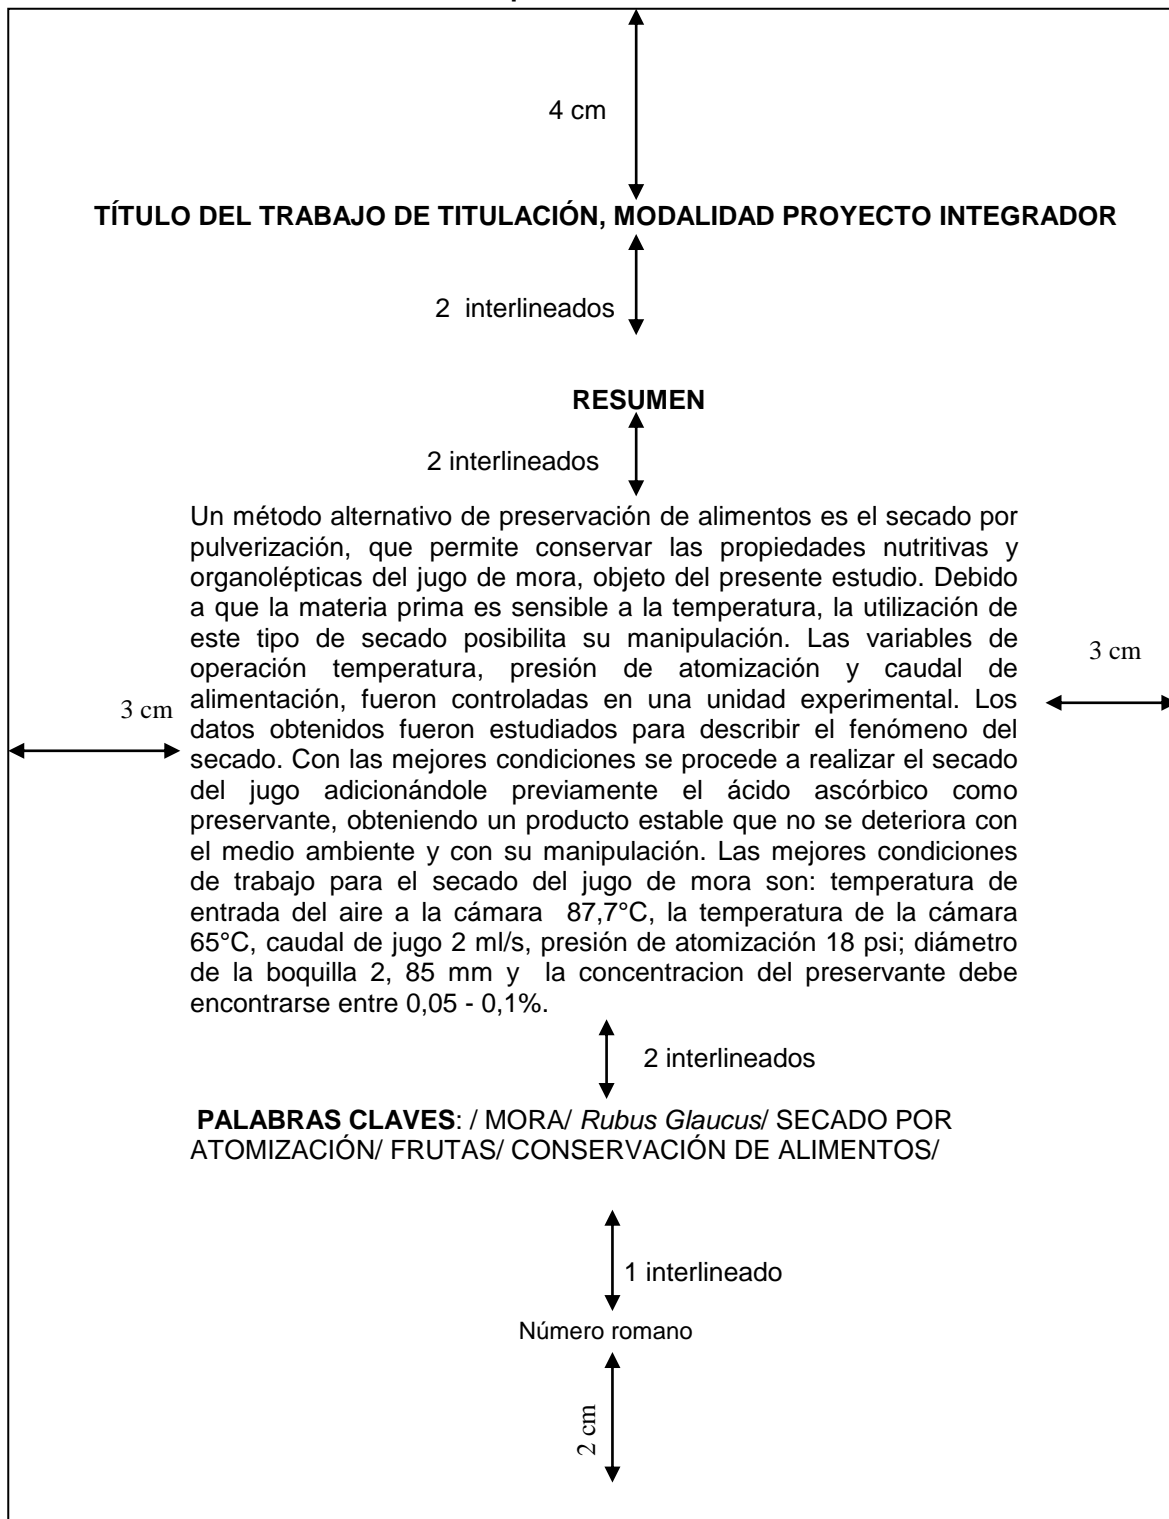 4 cm
TÍTULO DEL TRABAJO DE TITULACIÓN, MODALIDAD PROYECTO INTEGRADOR
2 interlineados
RESUMEN
2 interlineados
Un método alternativo de preservación de alimentos es el secado por
pulverización, que permite conservar las propiedades nutritivas y
organolépticas del jugo de mora, objeto del presente estudio. Debido
a que la materia prima es sensible a la temperatura, la utilización de
este tipo de secado posibilita su manipulación. Las variables de
operación temperatura, presión de atomización y caudal de
alimentación, fueron controladas en una unidad experimental. Los
datos obtenidos fueron estudiados para describir el fenómeno del
secado. Con las mejores condiciones se procede a realizar el secado
del jugo adicionándole previamente el ácido ascórbico como
preservante, obteniendo un producto estable que no se deteriora con
el medio ambiente y con su manipulación. Las mejores condiciones
de trabajo para el secado del jugo de mora son: temperatura de
entrada del aire a la cámara 87,7°C, la temperatura de la cámara
65°C, caudal de jugo 2 ml/s, presión de atomización 18 psi; diámetro
de la boquilla 2, 85 mm y la concentracion del preservante debe
encontrarse entre 0,05 - 0,1%.
3 cm
3 cm
2 interlineados
PALABRAS CLAVES: / MORA/ Rubus Glaucus/ SECADO POR
ATOMIZACIÓN/ FRUTAS/ CONSERVACIÓN DE ALIMENTOS/
1 interlineado
Número romano
2 cm